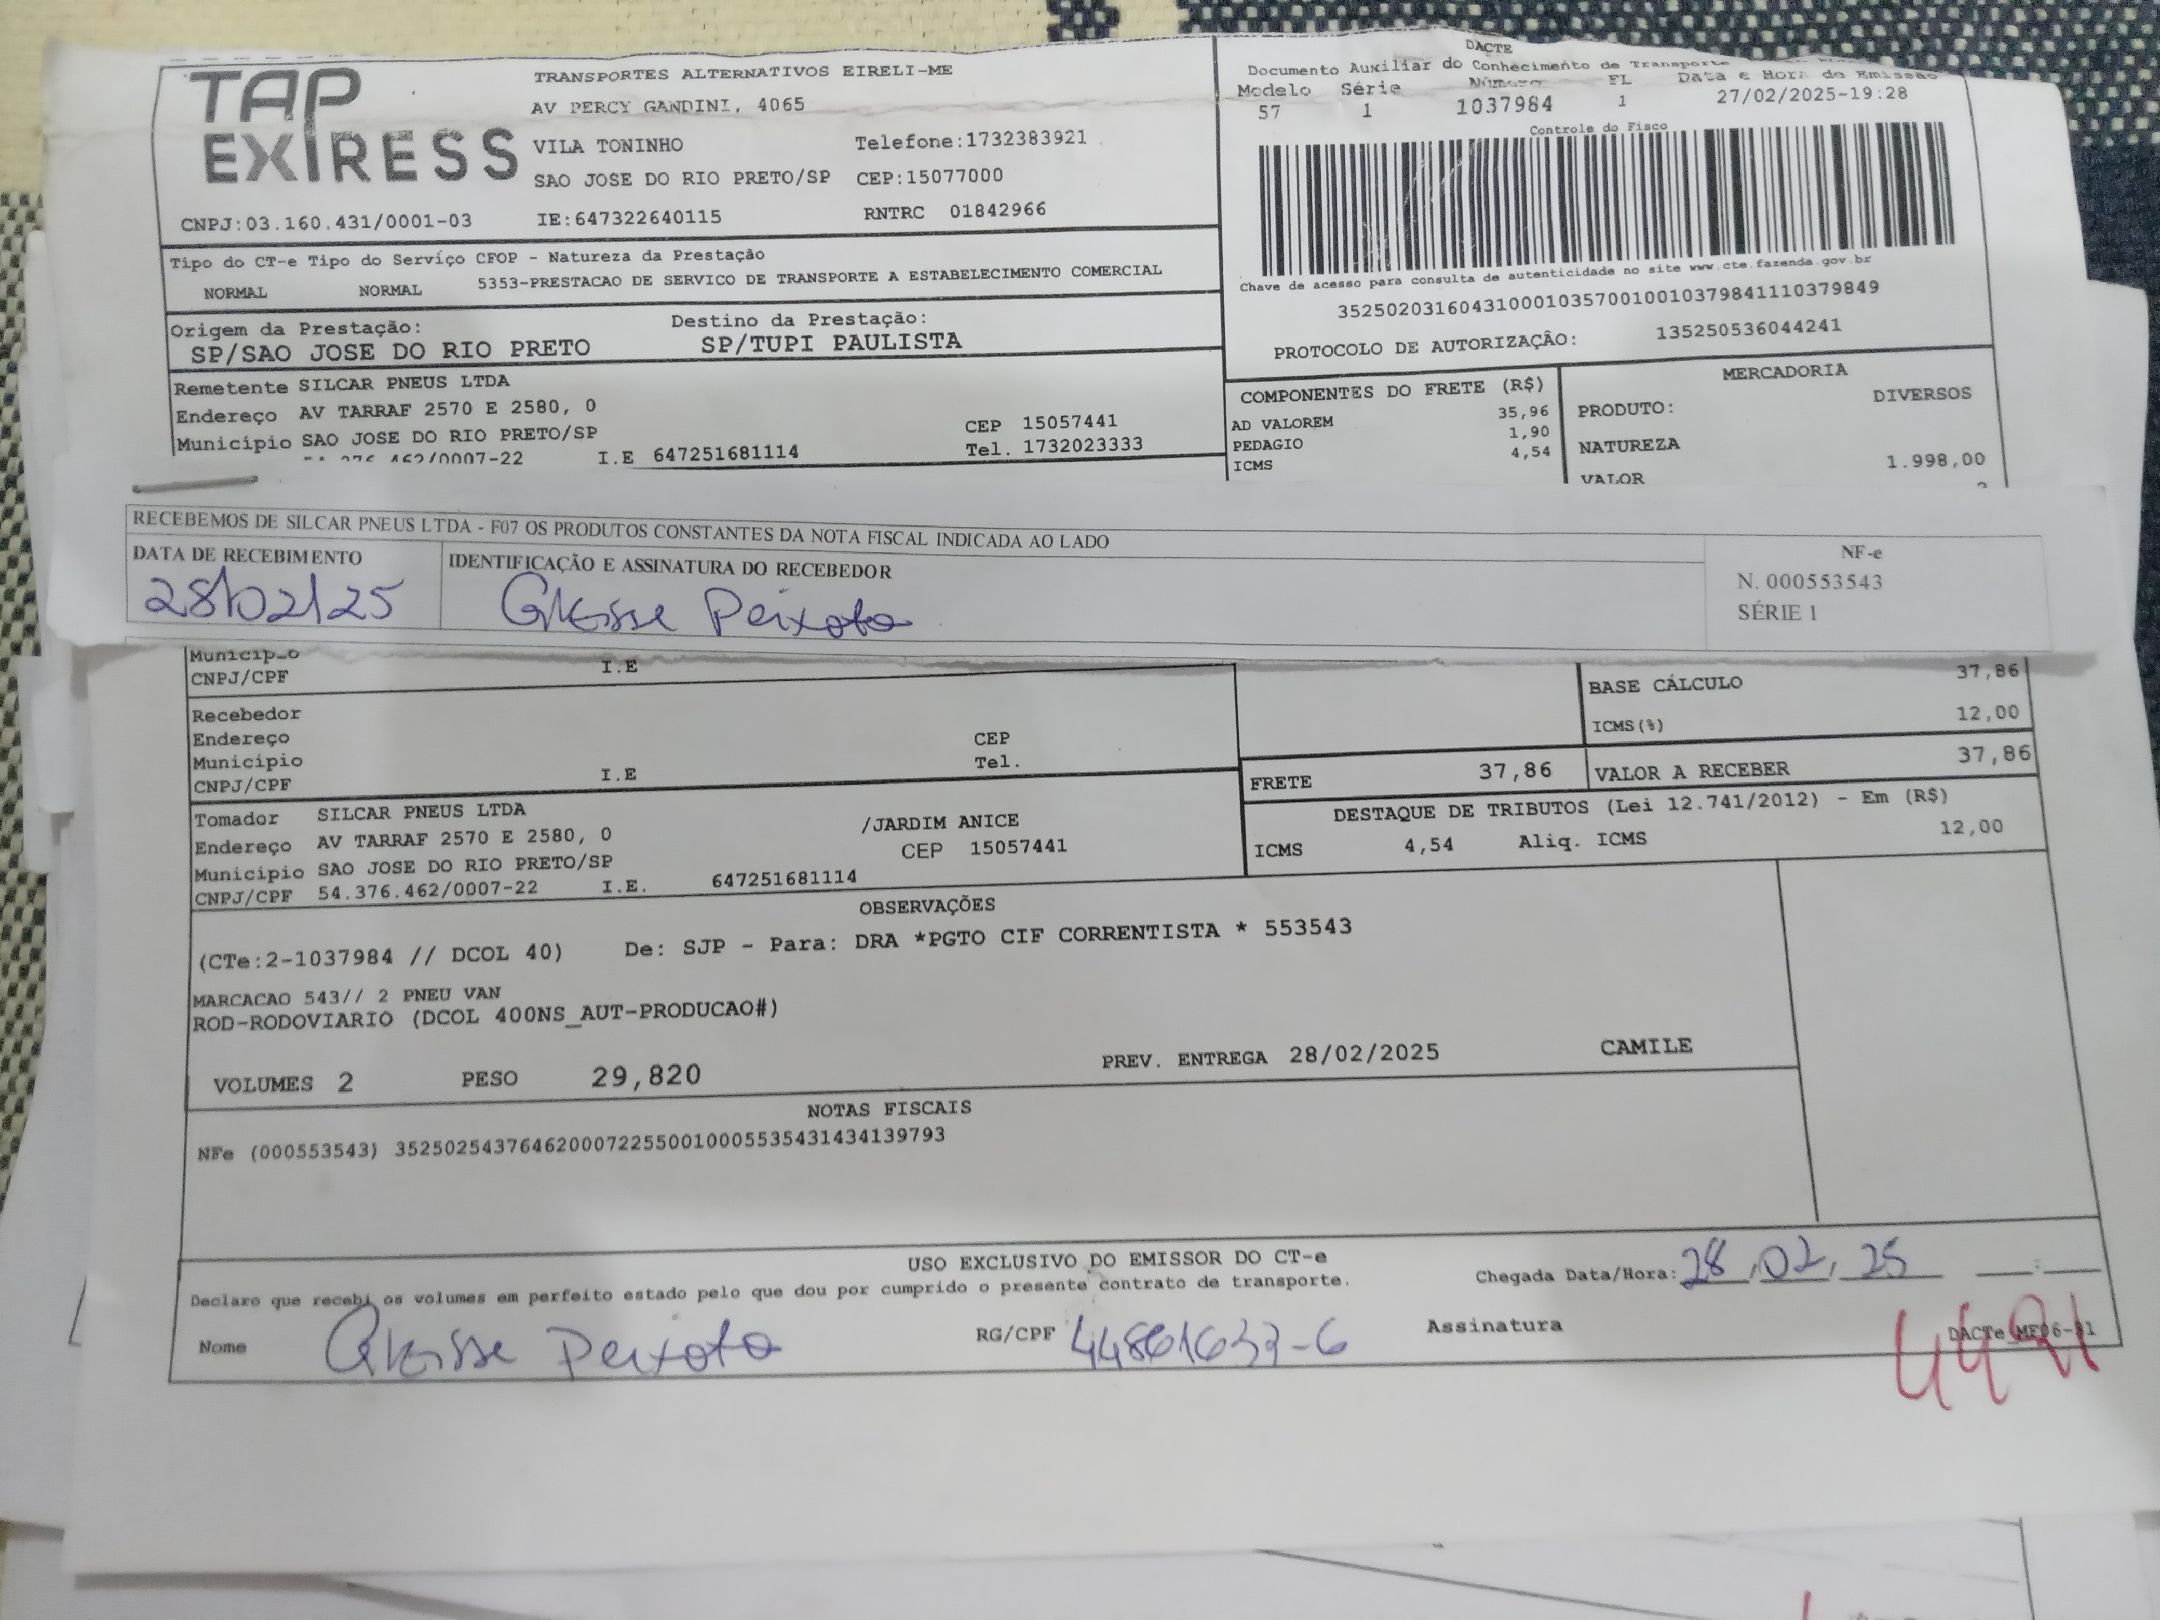 TAP EXPRESS
TRANSPORTES ALTERNATIVOS EIRELI-ME
AV PERCY GANDINI, 4065
VILA TONINHO Telefone:1732383921
SAO JOSE DO RIO PRETO/SP CEP:15077000
CNPJ:03.160.431/0001-03 IE:647322640115 RNTRC 01842966
DACTE
Documento Auxiliar do Conhecimento de Transporte
Modelo Série Número FL Data e Hora de Emissão
57 1 1037984 1 27/02/2025-19:28
Controle do Fisco
Chave de acesso para consulta de autenticidade no site www.cte.fazenda.gov.br
35250203160431000103570010010379841110379849
PROTOCOLO DE AUTORIZAÇÂO: 135250536044241
Tipo do CT-e Tipo do Servíço CFOP - Natureza da Prestação
NORMAL NORMAL 5353-PRESTACAO DE SERVICO DE TRANSPORTE A ESTABELECIMENTO COMERCIAL
Origem da Prestação: Destino da Prestação:
SP/SAO JOSE DO RIO PRETO SP/TUPI PAULISTA
Remetente SILCAR PNEUS LTDA
Endereço AV TARRAF 2570 E 2580, 0
Município SAO JOSE DO RIO PRETO/SP CEP 15057441
54.376.462/0007-22 I.E 647251681114 Tel. 1732023333
COMPONENTES DO FRETE (R$)
AD VALOREM 35,96
PEDAGIO 1,90
ICMS 4,54
MERCADORIA
PRODUTO: DIVERSOS
NATUREZA
VALOR 1.998,00
RECEBEMOS DE SILCAR PNEUS LTDA - F07 OS PRODUTOS CONSTANTES DA NOTA FISCAL INDICADA AO LADO
DATA DE RECEBIMENTO IDENTIFICAÇÃO E ASSINATURA DO RECEBEDOR
28/02/25 Gleisse Peixoto
NF-e
N. 000553543
SÉRIE 1
Município
CNPJ/CPF I.E
Recebedor
Endereço CEP
Município Tel.
CNPJ/CPF I.E
BASE CÁLCULO 37,86
ICMS(%) 12,00
FRETE 37,86 VALOR A RECEBER 37,86
DESTAQUE DE TRIBUTOS (Lei 12.741/2012) - Em (R$)
ICMS 4,54 Aliq. ICMS 12,00
Tomador SILCAR PNEUS LTDA
Endereço AV TARRAF 2570 E 2580, 0 /JARDIM ANICE
Município SAO JOSE DO RIO PRETO/SP CEP 15057441
CNPJ/CPF 54.376.462/0007-22 I.E. 647251681114
OBSERVAÇÕES
(CTe:2-1037984 // DCOL 40) De: SJP - Para: DRA *PGTO CIF CORRENTISTA * 553543
MARCACAO 543// 2 PNEU VAN
ROD-RODOVIARIO (DCOL 400NS_AUT-PRODUCAO#)
VOLUMES 2 PESO 29,820 PREV. ENTREGA 28/02/2025 CAMILE
NOTAS FISCAIS
NFe (000553543) 35250254376462000722550010005535431434139793
USO EXCLUSIVO DO EMISSOR DO CT-e
Declaro que recebi os volumes em perfeito estado pelo que dou por cumprido o presente contrato de transporte.
Chegada Data/Hora: 28,02,25 :
Nome Gleisse Peixoto RG/CPF Assinatura